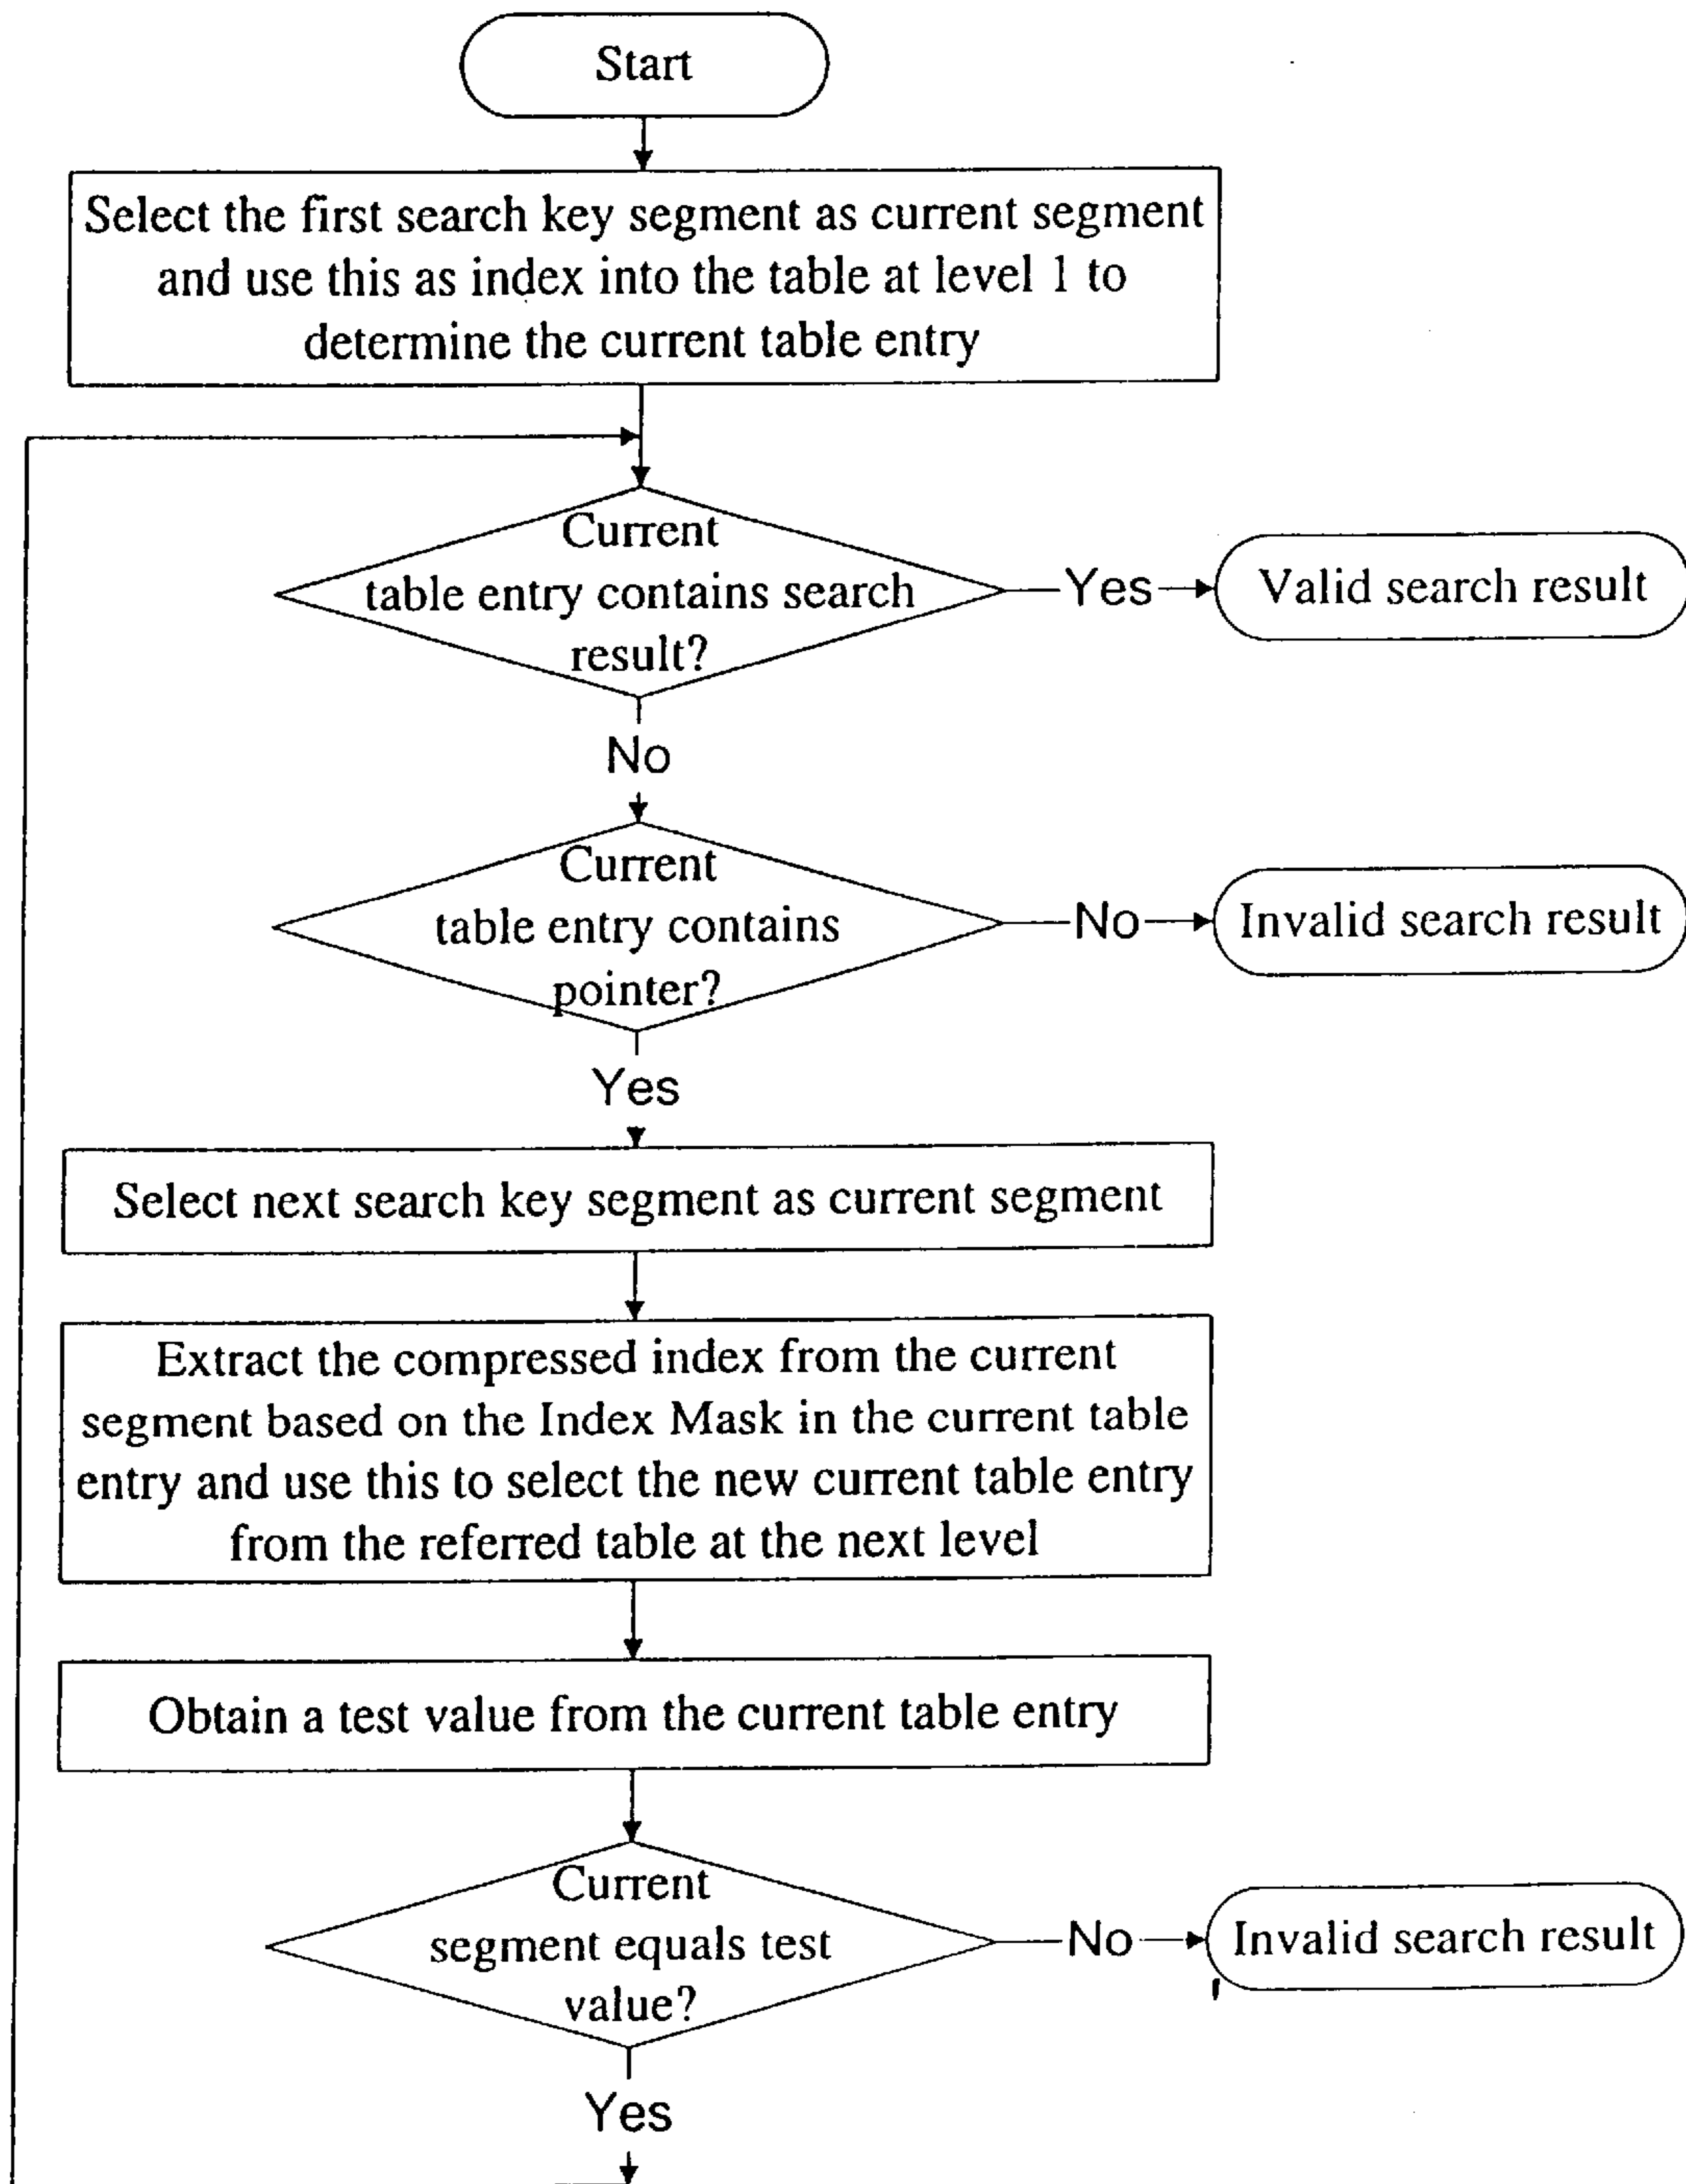 Start
Select the first search key segment as current segment
and use this as index into the table at level 1 to
determine the current table entry
Current
table entry contains search
result?
Yes
Valid search result
No
Current
table entry contains
pointer?
No
Invalid search result
Yes
Select next search key segment as current segment
Extract the compressed index from the current
segment based on the Index Mask in the current table
entry and use this to select the new current table entry
from the referred table at the next level
Obtain a test value from the current table entry
Current
segment equals test
value?
No
Invalid search result
Yes